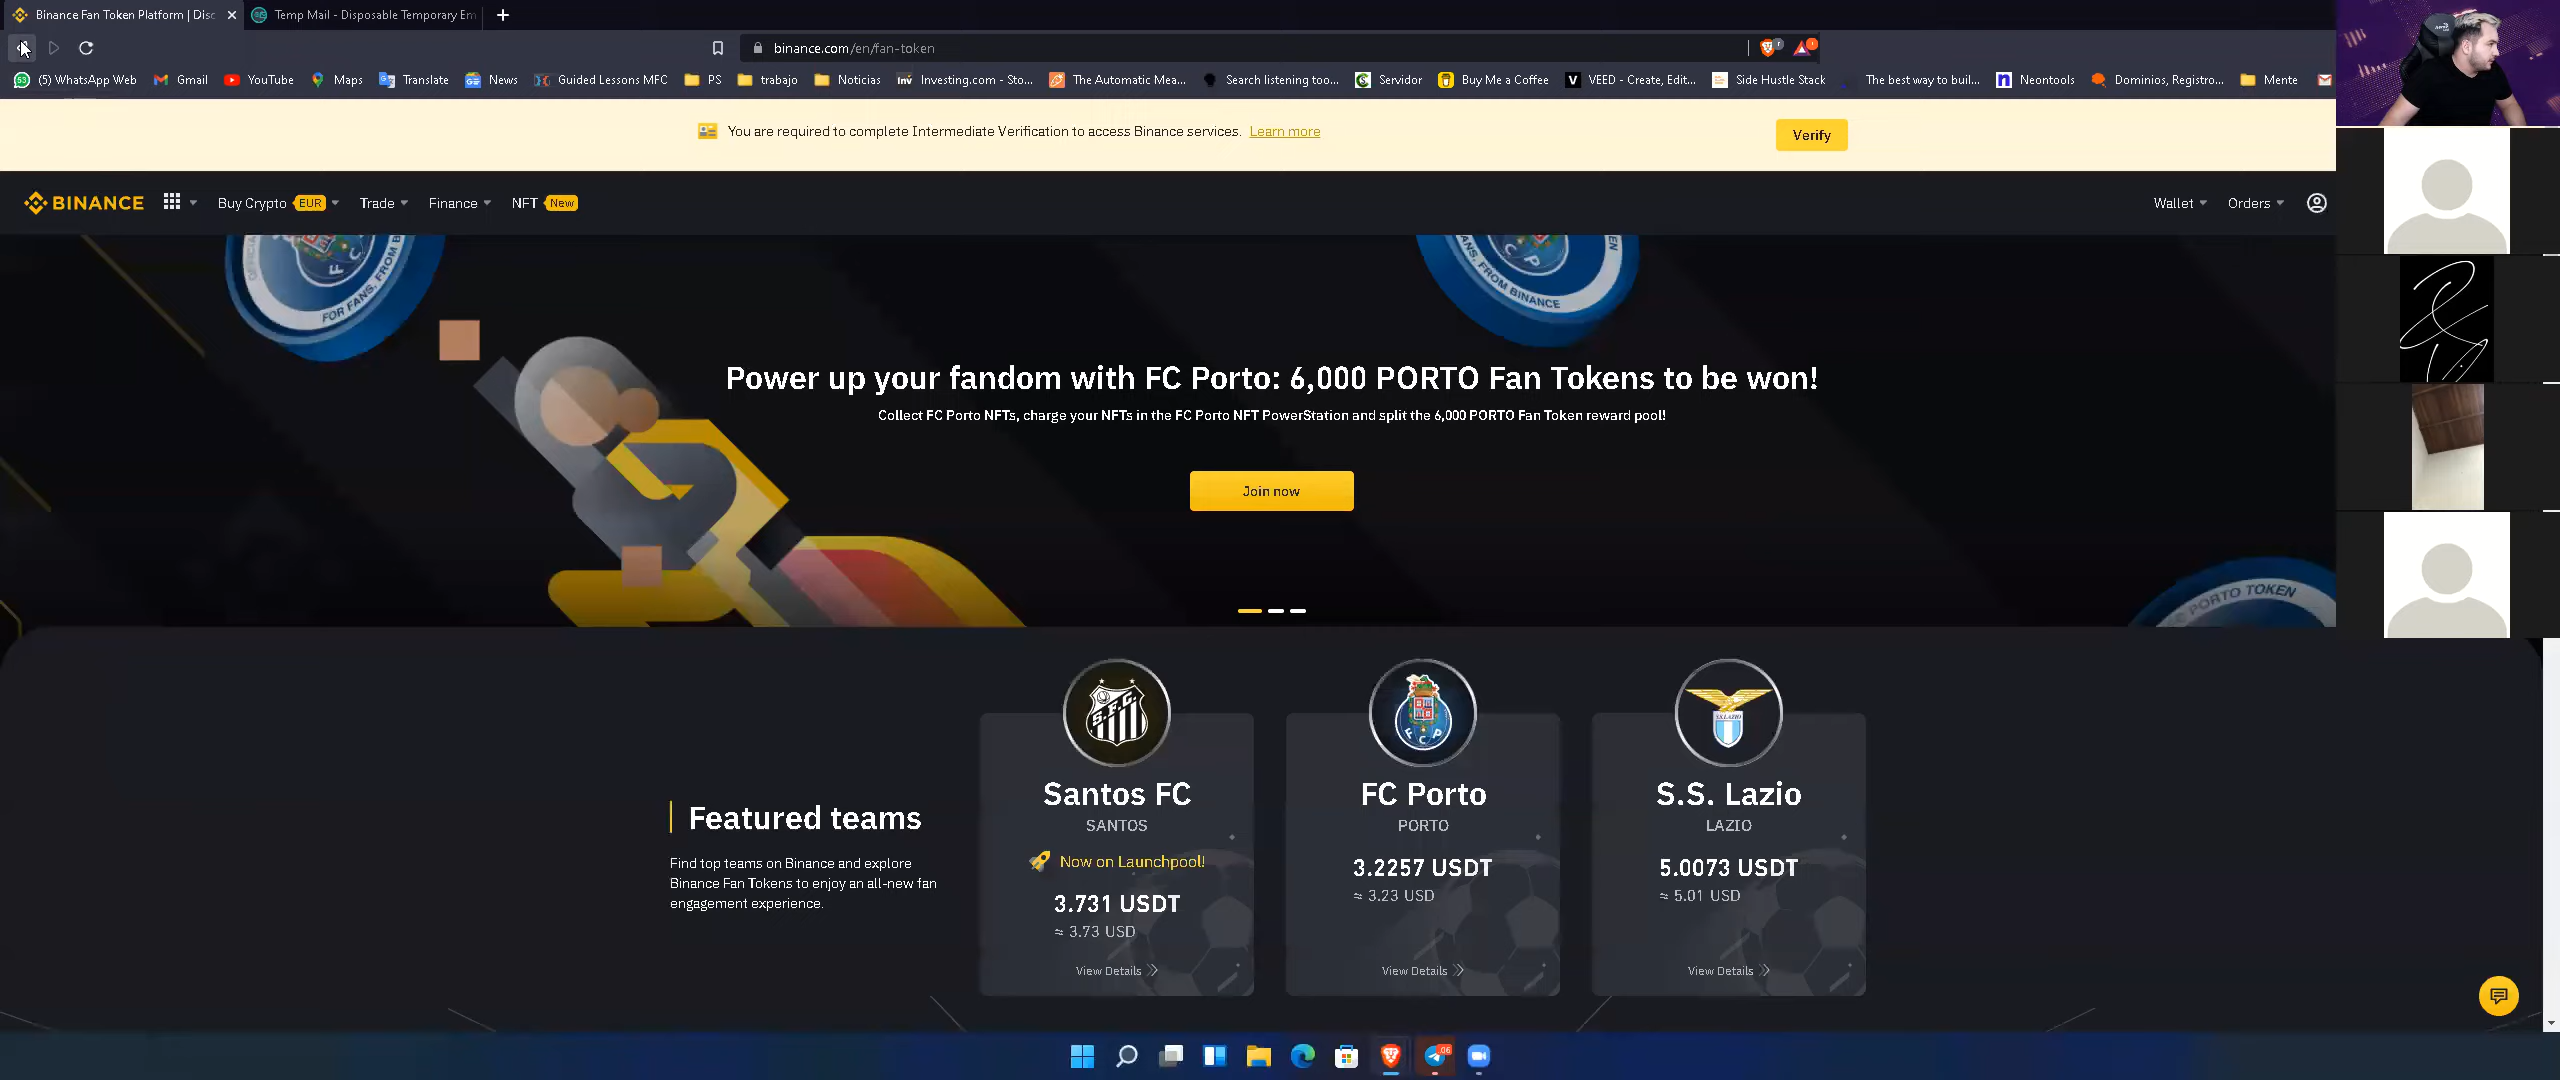 Binance Fan Token Platform | Disc
Temp Mail - Disposable Temporary Em
binance.com/en/fan-token
(5) WhatsApp Web
Gmail
YouTube
Maps
Translate
News
Guided Lessons MFC
PS
trabajo
Noticias
Investing.com - Sto...
The Automatic Mea...
Search listening too...
Servidor
Buy Me a Coffee
VEED - Create, Edit...
Side Hustle Stack
The best way to buil...
Neontools
Dominios, Registro...
Mente
You are required to complete Intermediate Verification to access Binance services. Learn more
Verify
BINANCE
Buy Crypto EUR
Trade
Finance
NFT New
Wallet
Orders
FOR FANS, FROM B
ANS, FROM BINANCE
Power up your fandom with FC Porto: 6,000 PORTO Fan Tokens to be won!
Collect FC Porto NFTs, charge your NFTs in the FC Porto NFT PowerStation and split the 6,000 PORTO Fan Token reward pool!
Join now
PORTO TOKEN
Featured teams
Find top teams on Binance and explore
Binance Fan Tokens to enjoy an all-new fan
engagement experience.
Santos FC
SANTOS
Now on Launchpool!
3.731 USDT
≈ 3.73 USD
View Details
FC Porto
PORTO
3.2257 USDT
≈ 3.23 USD
View Details
S.S. Lazio
LAZIO
5.0073 USDT
≈ 5.01 USD
View Details